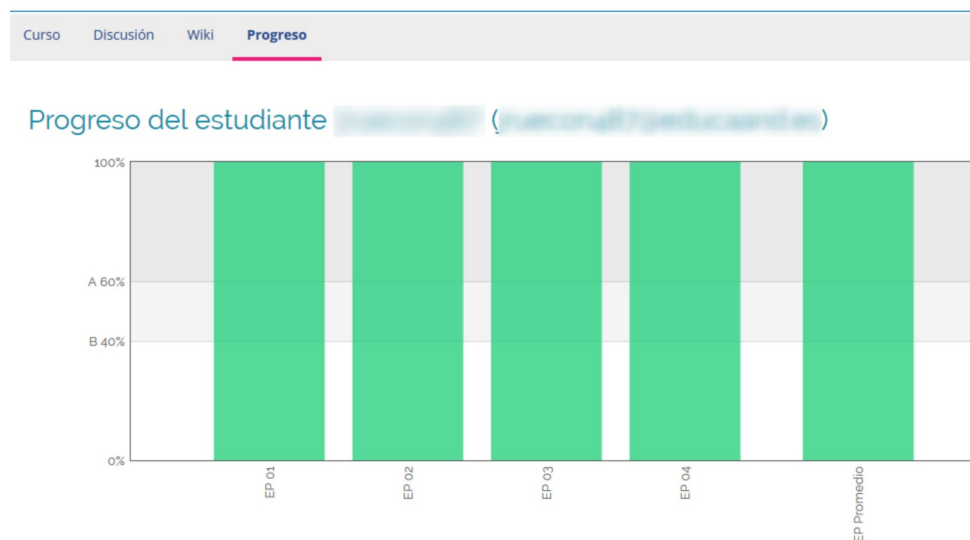 Curso Discusión Wiki Progreso
Progreso del estudiante ( )
100%
A 60%
B 40%
0%
EP 01
EP 02
EP 03
EP 04
EP Promedio